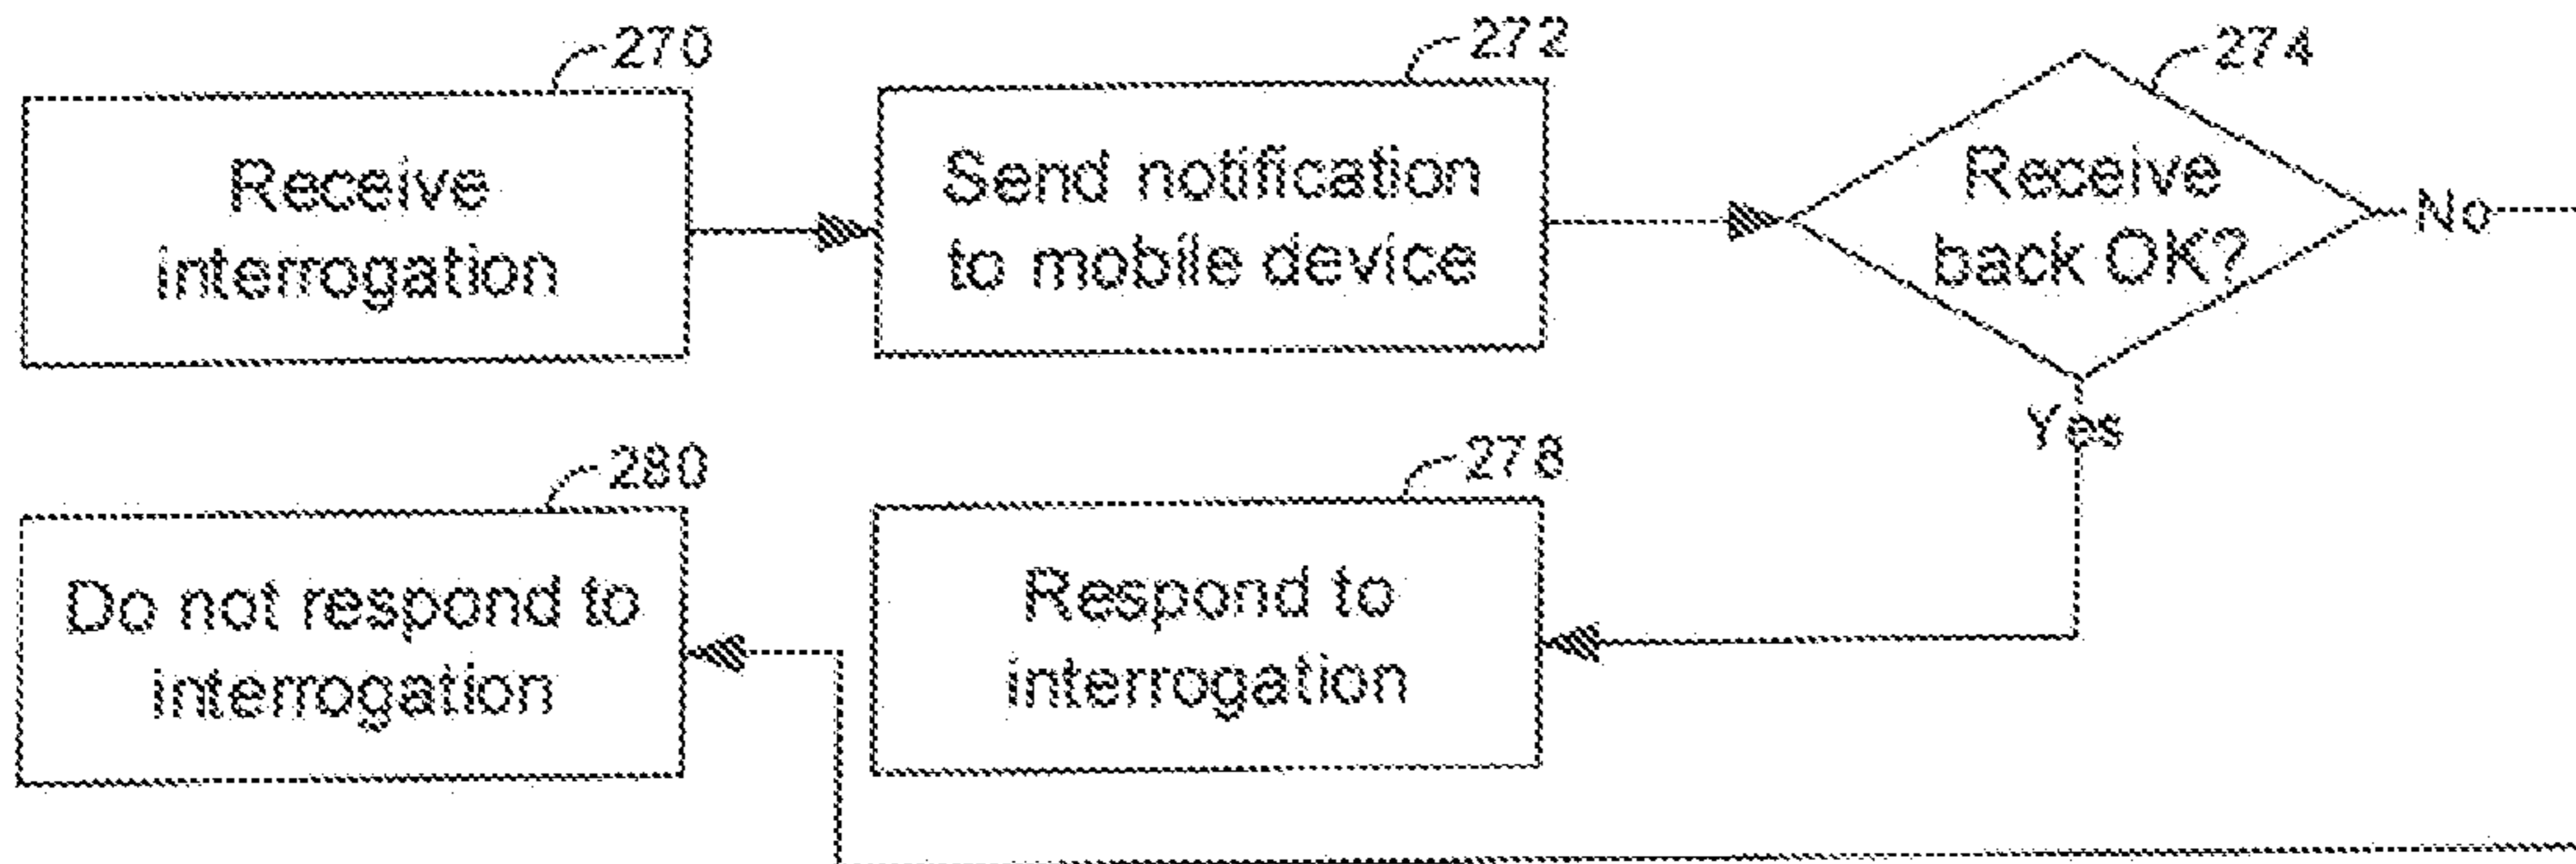 270
Receive
interrogation
272
Send notification
to mobile device
274
Receive
back OK?
No
Yes
280
Do not respond to
interrogation
278
Respond to
interrogation